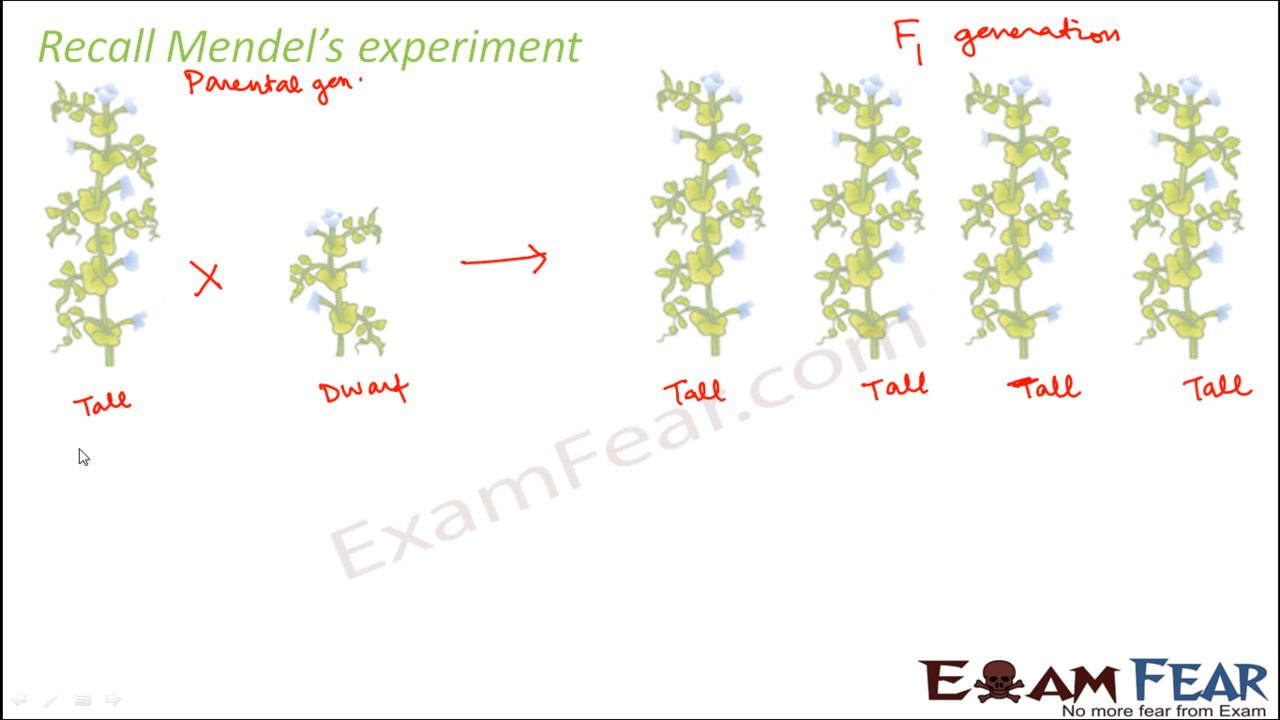 Recall Mendel's experiment
Parental gen.
F1 generation
X
Tall
Dwarf
Tall
Tall
Tall
Tall
ExamFear.com
EXAM FEAR
No more fear from Exam